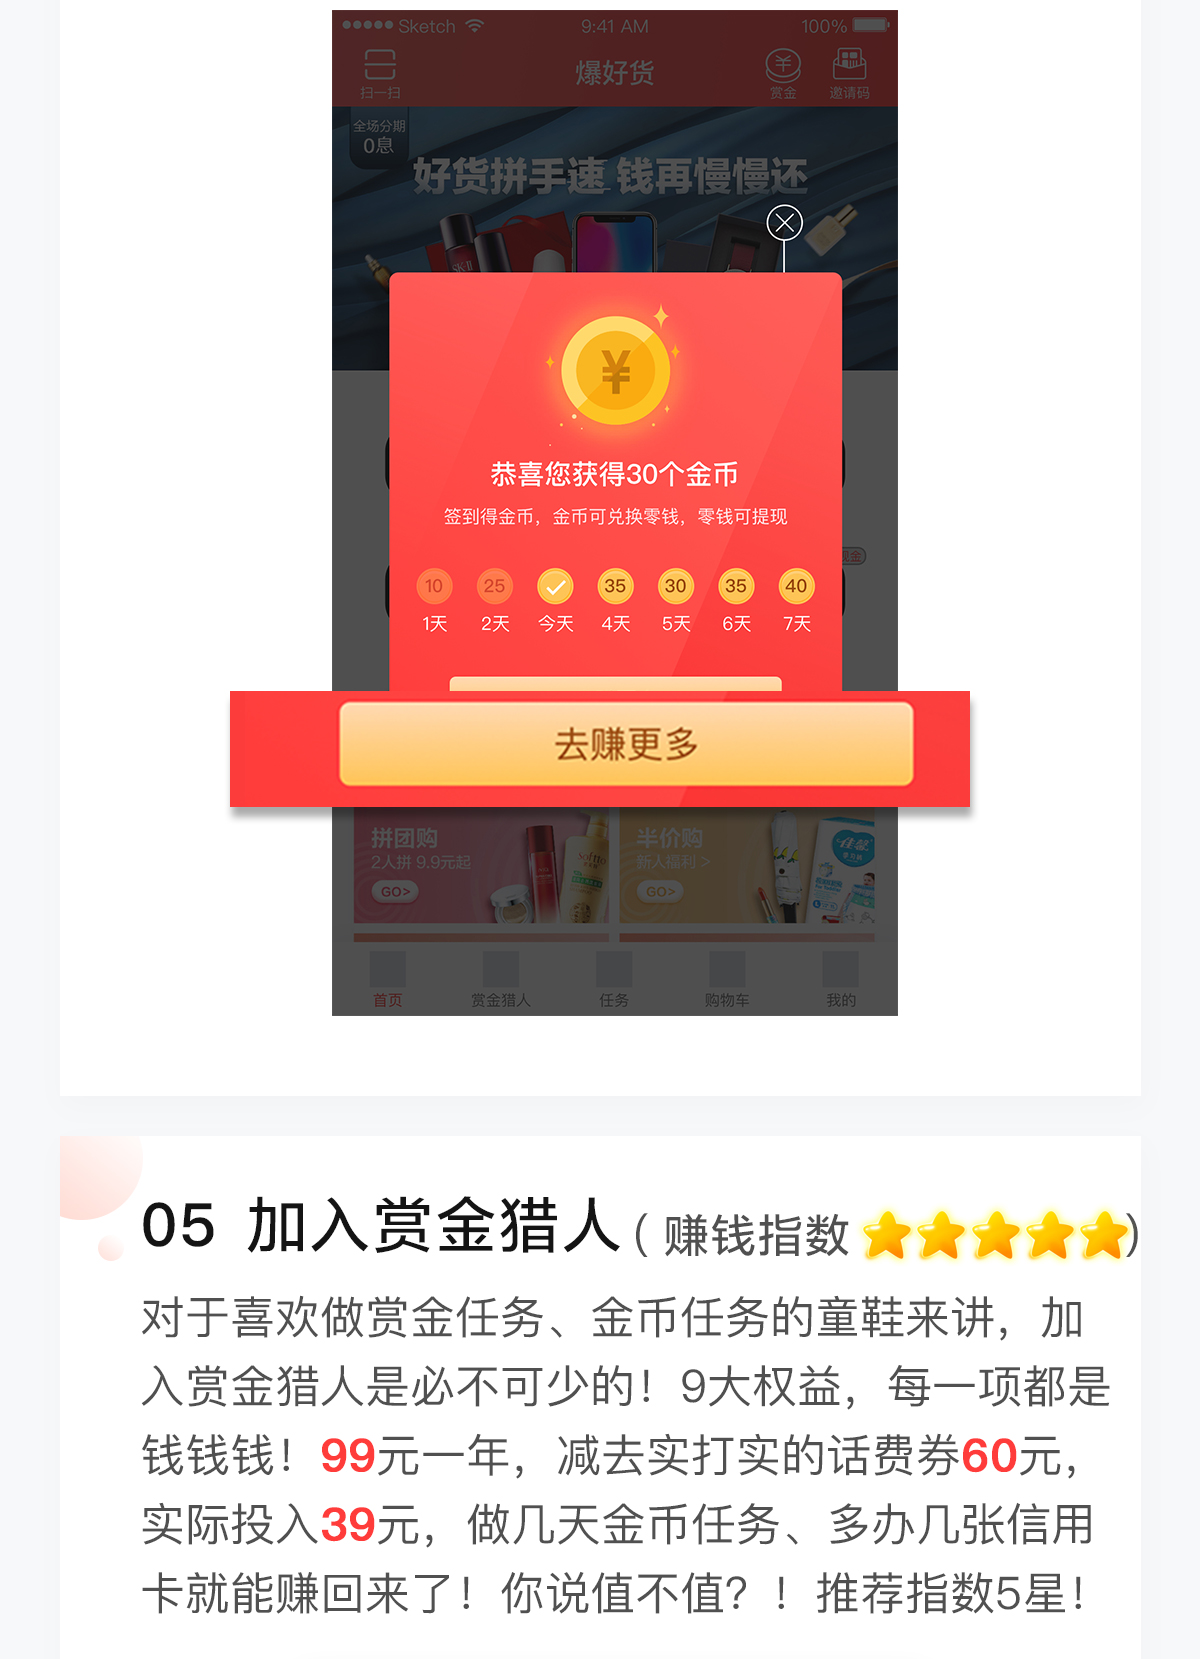 Sketch 9:41 AM 100%
爆好货
扫一扫 赏金 邀请码
全场分期
0息
好货拼手速 钱再慢慢还
SK-II
恭喜您获得30个金币
签到得金币，金币可兑换零钱，零钱可提现
现金
10 25 35 30 35 40
1天 2天 今天 4天 5天 6天 7天
去赚更多
拼团购 半价购
2人拼 9.9元起 新人福利 >
GO> GO>
首页 赏金猎人 任务 购物车 我的
05 加入赏金猎人（赚钱指数 ）
对于喜欢做赏金任务、金币任务的童鞋来讲，加
入赏金猎人是必不可少的！9大权益，每一项都是
钱钱钱！99元一年，减去实打实的话费券60元，
实际投入39元，做几天金币任务、多办几张信用
卡就能赚回来了！你说值不值？！推荐指数5星！